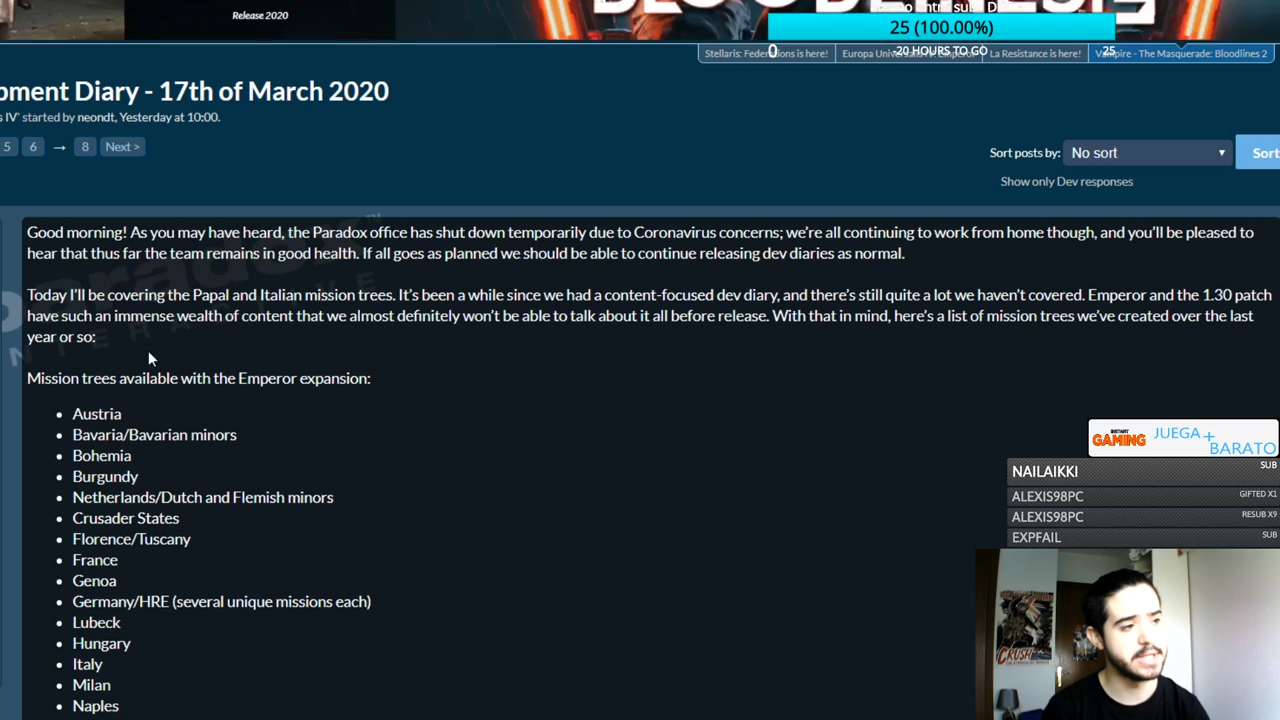 Release 2020
25 (100.00%)
0
-20 HOURS TO GO
25
Stellaris: Federations is here!
Europa Universalis IV: Emperor
La Resistance is here!
Vampire - The Masquerade: Bloodlines 2
pment Diary - 17th of March 2020
s IV' started by neondt, Yesterday at 10:00.
5 6 → 8 Next >
Sort posts by: No sort Sort
Show only Dev responses
Good morning! As you may have heard, the Paradox office has shut down temporarily due to Coronavirus concerns; we're all continuing to work from home though, and you'll be pleased to
hear that thus far the team remains in good health. If all goes as planned we should be able to continue releasing dev diaries as normal.
Today I'll be covering the Papal and Italian mission trees. It's been a while since we had a content-focused dev diary, and there's still quite a lot we haven't covered. Emperor and the 1.30 patch
have such an immense wealth of content that we almost definitely won't be able to talk about it all before release. With that in mind, here's a list of mission trees we've created over the last
year or so:
Mission trees available with the Emperor expansion:
• Austria
• Bavaria/Bavarian minors
• Bohemia
• Burgundy
• Netherlands/Dutch and Flemish minors
• Crusader States
• Florence/Tuscany
• France
• Genoa
• Germany/HRE (several unique missions each)
• Lubeck
• Hungary
• Italy
• Milan
• Naples
INSTANT
GAMING
JUEGA+
BARATO
NAILAIKKI SUB
ALEXIS98PC GIFTED X1
ALEXIS98PC RESUB X9
EXPFAIL SUB
CRUSH